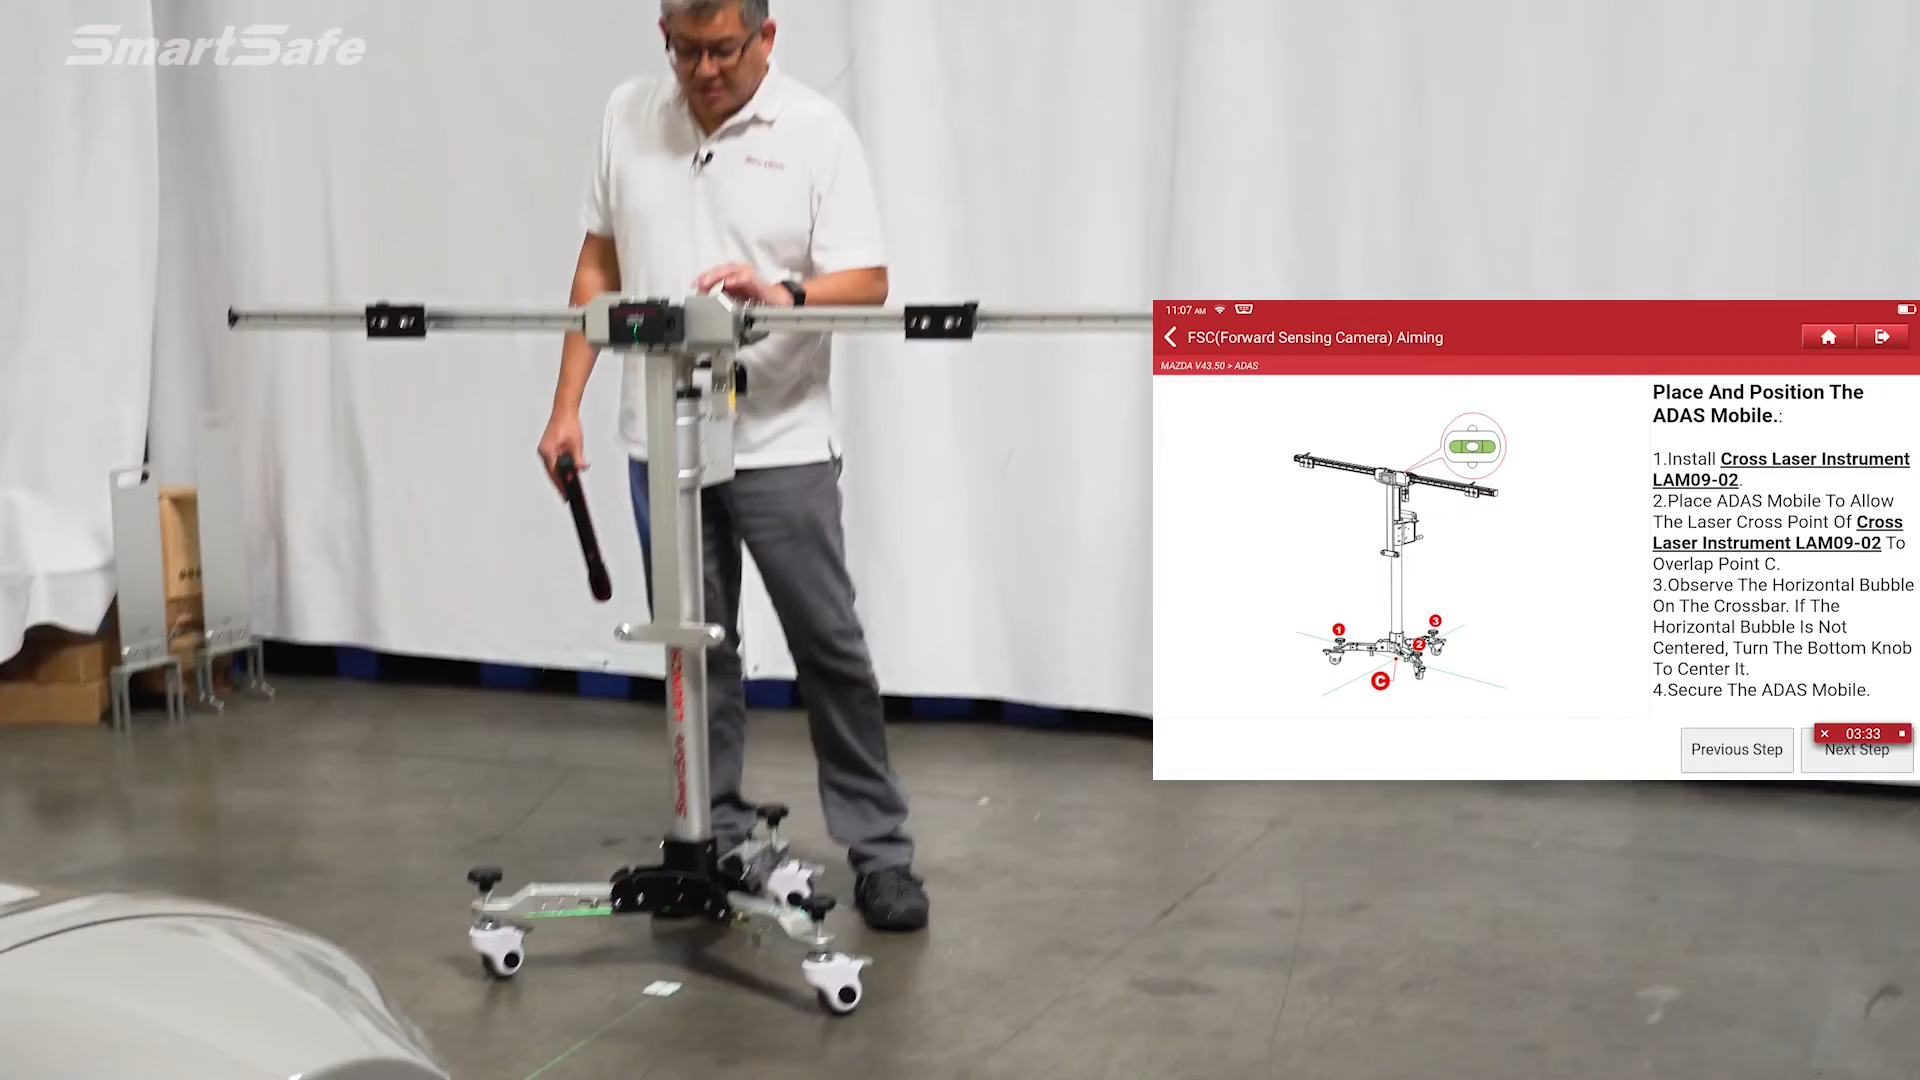 SmartSafe
11:07 AM
FSC(Forward Sensing Camera) Aiming
MAZDA V43.50 > ADAS
Place And Position The
ADAS Mobile.:
1.Install Cross Laser Instrument
LAM09-02.
2.Place ADAS Mobile To Allow
The Laser Cross Point Of Cross
Laser Instrument LAM09-02 To
Overlap Point C.
3.Observe The Horizontal Bubble
On The Crossbar. If The
Horizontal Bubble Is Not
Centered, Turn The Bottom Knob
To Center It.
4.Secure The ADAS Mobile.
1
3
2
C
Previous Step
03:33
Next Step
SmartSafe LAUNCH